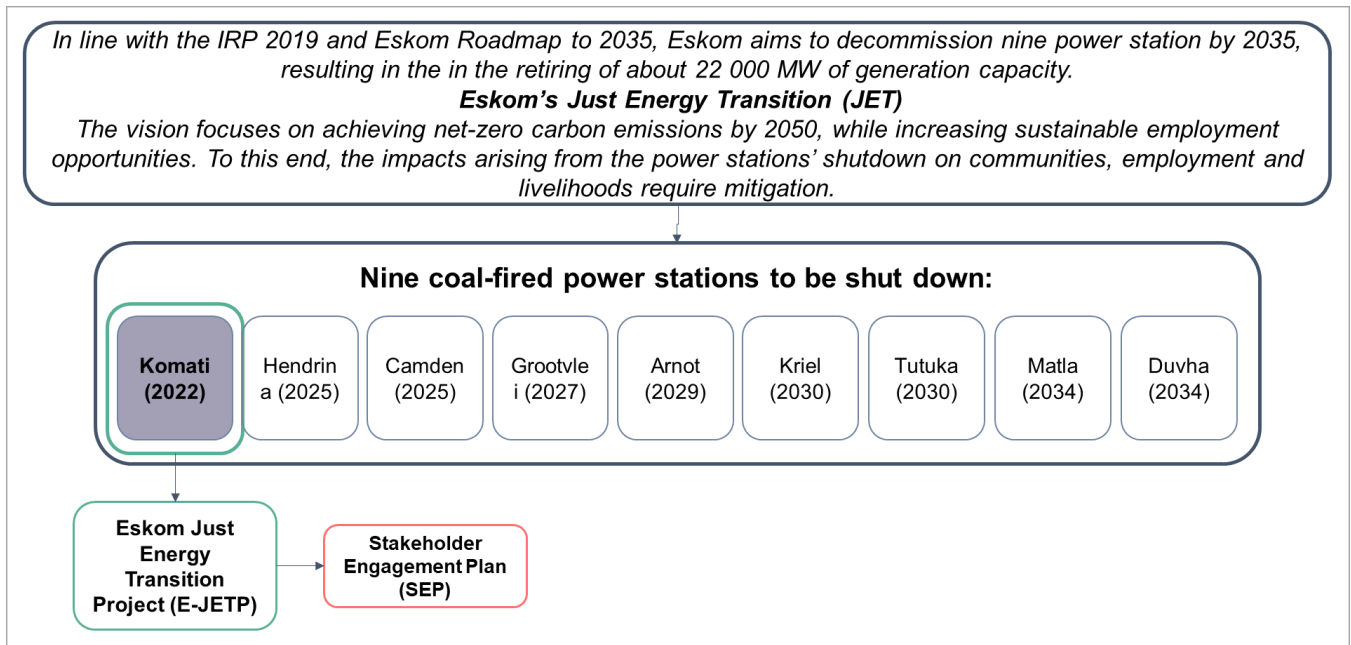 In line with the IRP 2019 and Eskom Roadmap to 2035, Eskom aims to decommission nine power station by 2035,
resulting in the in the retiring of about 22 000 MW of generation capacity.
Eskom’s Just Energy Transition (JET)
The vision focuses on achieving net-zero carbon emissions by 2050, while increasing sustainable employment
opportunities. To this end, the impacts arising from the power stations’ shutdown on communities, employment and
livelihoods require mitigation.
Nine coal-fired power stations to be shut down:
Komati
(2022)
Hendrin
a (2025)
Camden
(2025)
Grootvle
i (2027)
Arnot
(2029)
Kriel
(2030)
Tutuka
(2030)
Matla
(2034)
Duvha
(2034)
Eskom Just
Energy
Transition
Project (E-JETP)
Stakeholder
Engagement Plan
(SEP)